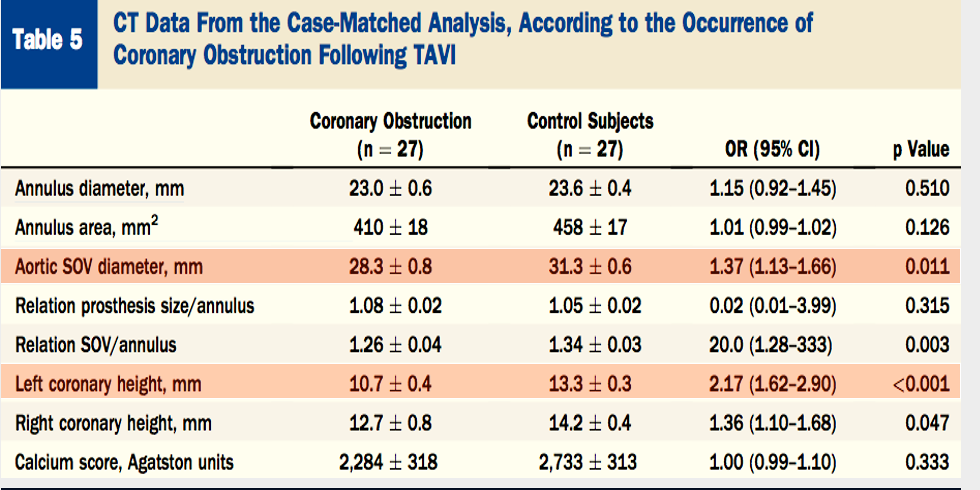 Table 5
CT Data From the Case-Matched Analysis, According to the Occurrence of
Coronary Obstruction Following TAVI
Coronary Obstruction (n = 27) Control Subjects (n = 27) OR (95% CI) p Value
Annulus diameter, mm 23.0 ± 0.6 23.6 ± 0.4 1.15 (0.92–1.45) 0.510
Annulus area, mm² 410 ± 18 458 ± 17 1.01 (0.99–1.02) 0.126
Aortic SOV diameter, mm 28.3 ± 0.8 31.3 ± 0.6 1.37 (1.13–1.66) 0.011
Relation prosthesis size/annulus 1.08 ± 0.02 1.05 ± 0.02 0.02 (0.01–3.99) 0.315
Relation SOV/annulus 1.26 ± 0.04 1.34 ± 0.03 20.0 (1.28–333) 0.003
Left coronary height, mm 10.7 ± 0.4 13.3 ± 0.3 2.17 (1.62–2.90) <0.001
Right coronary height, mm 12.7 ± 0.8 14.2 ± 0.4 1.36 (1.10–1.68) 0.047
Calcium score, Agatston units 2,284 ± 318 2,733 ± 313 1.00 (0.99–1.10) 0.333